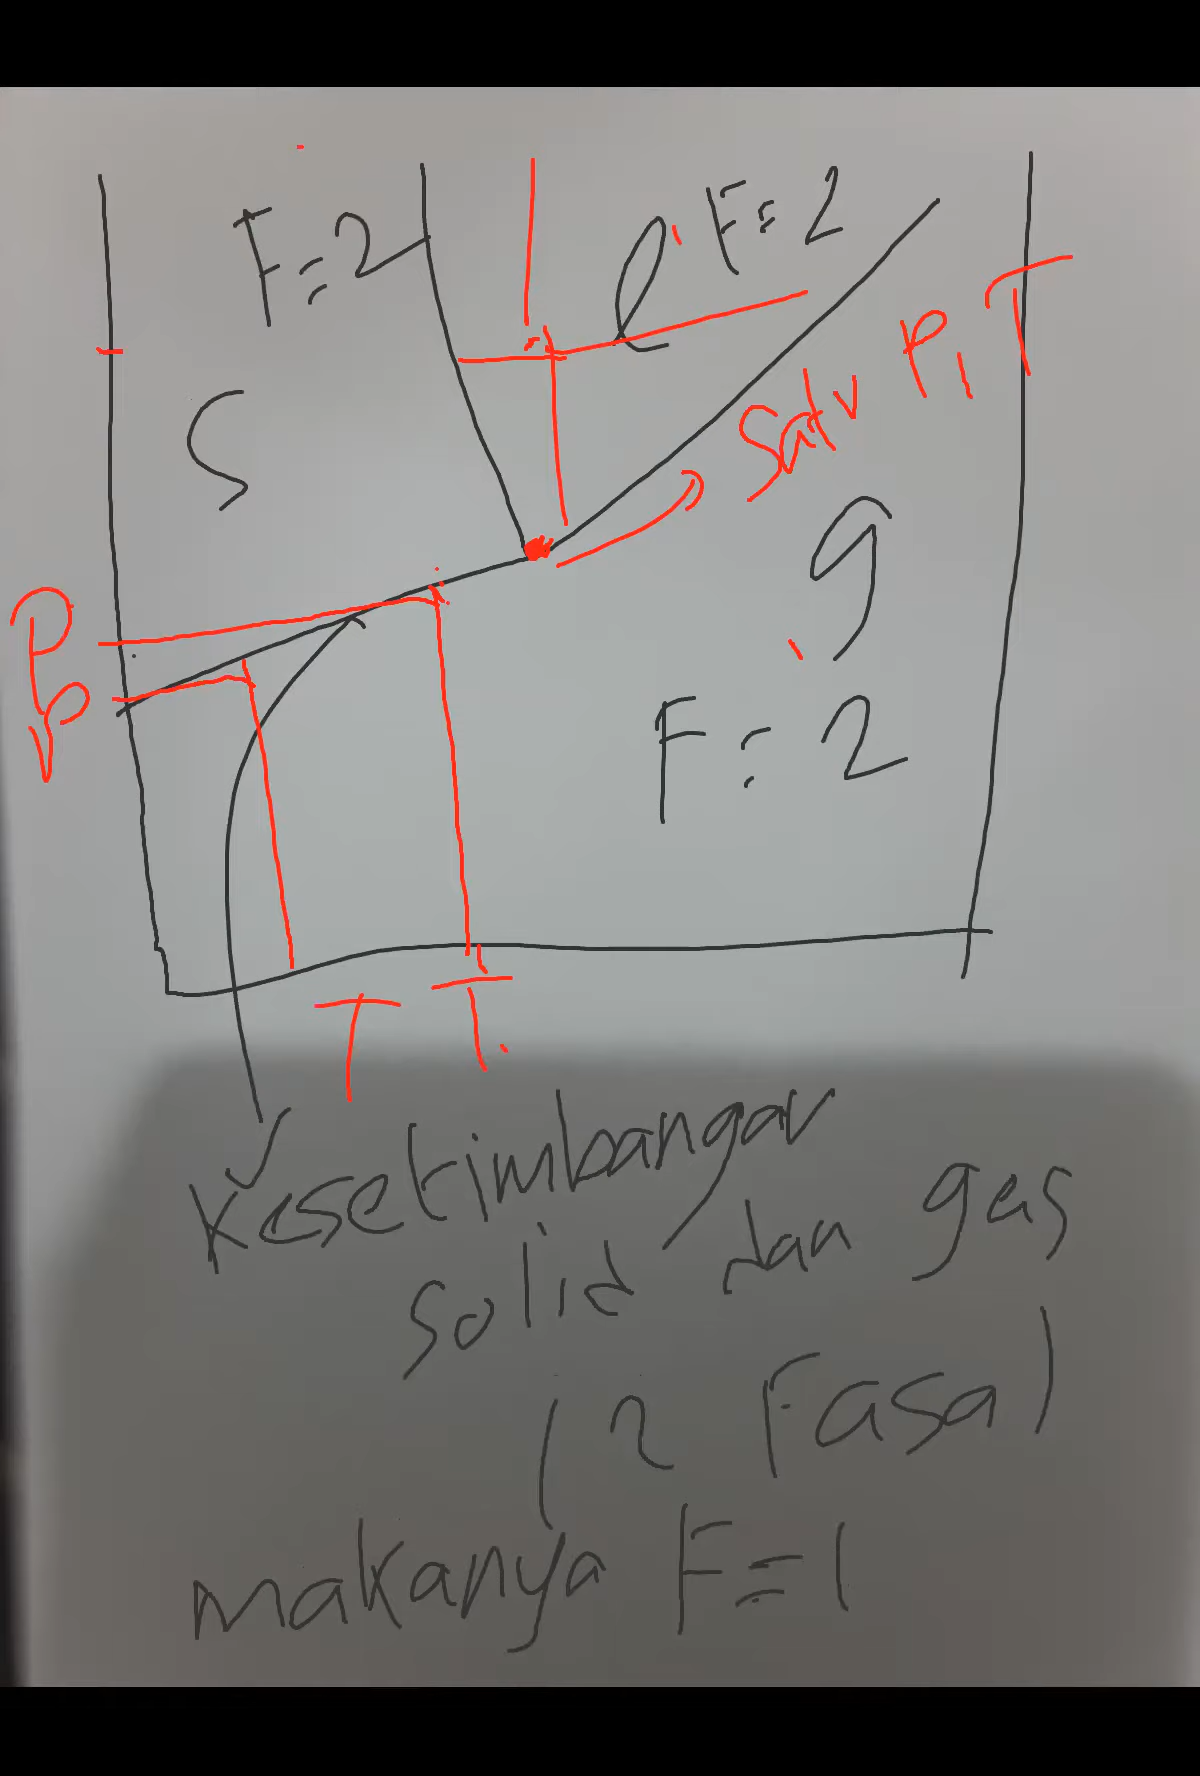 F=2
l F=2
S
Satu P, T
g
P
P
F=2
T T
Kesetimbangan
solid dan gas
(2 Fasa)
makanya F=1